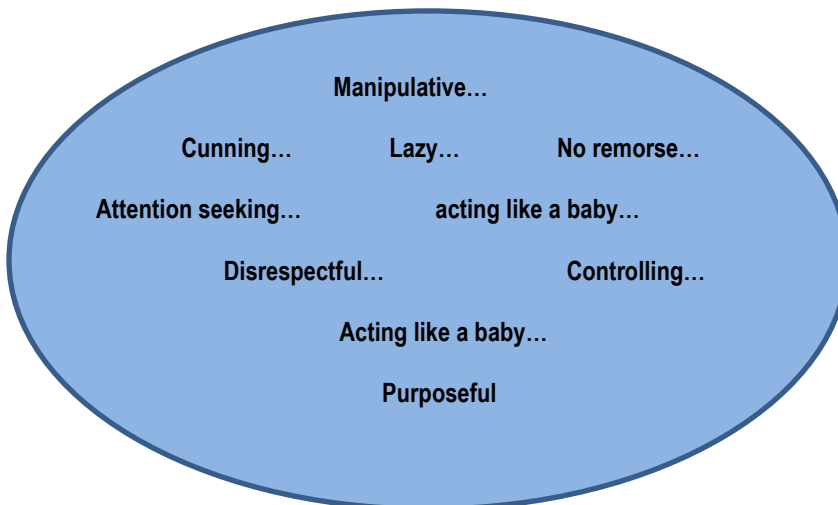 Manipulative…
Cunning… Lazy… No remorse…
Attention seeking… acting like a baby…
Disrespectful… Controlling…
Acting like a baby…
Purposeful